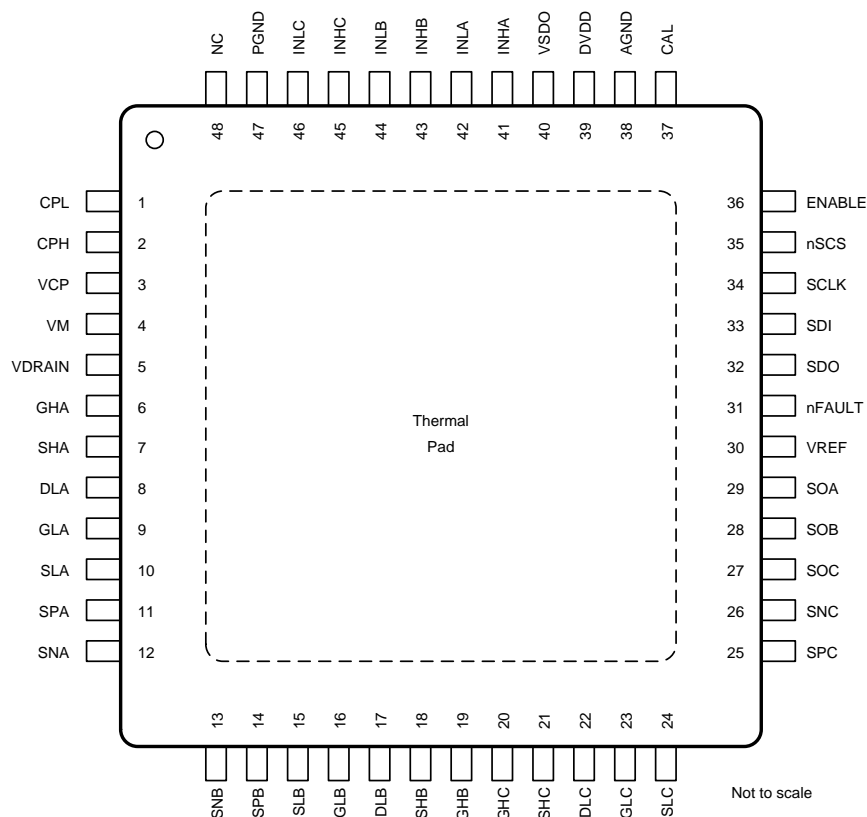 NC PGND INLC INHC INLB INHB INLA INHA VSDO DVDD AGND CAL
48 47 46 45 44 43 42 41 40 39 38 37
CPL 1 36 ENABLE
CPH 2 35 nSCS
VCP 3 34 SCLK
VM 4 33 SDI
VDRAIN 5 32 SDO
GHA 6 31 nFAULT
Thermal
SHA 7 30 VREF
Pad
DLA 8 29 SOA
GLA 9 28 SOB
SLA 10 27 SOC
SPA 11 26 SNC
SNA 12 25 SPC
13 14 15 16 17 18 19 20 21 22 23 24
SNB SPB SLB GLB DLB SHB GHB GHC SHC DLC GLC SLC
Not to scale